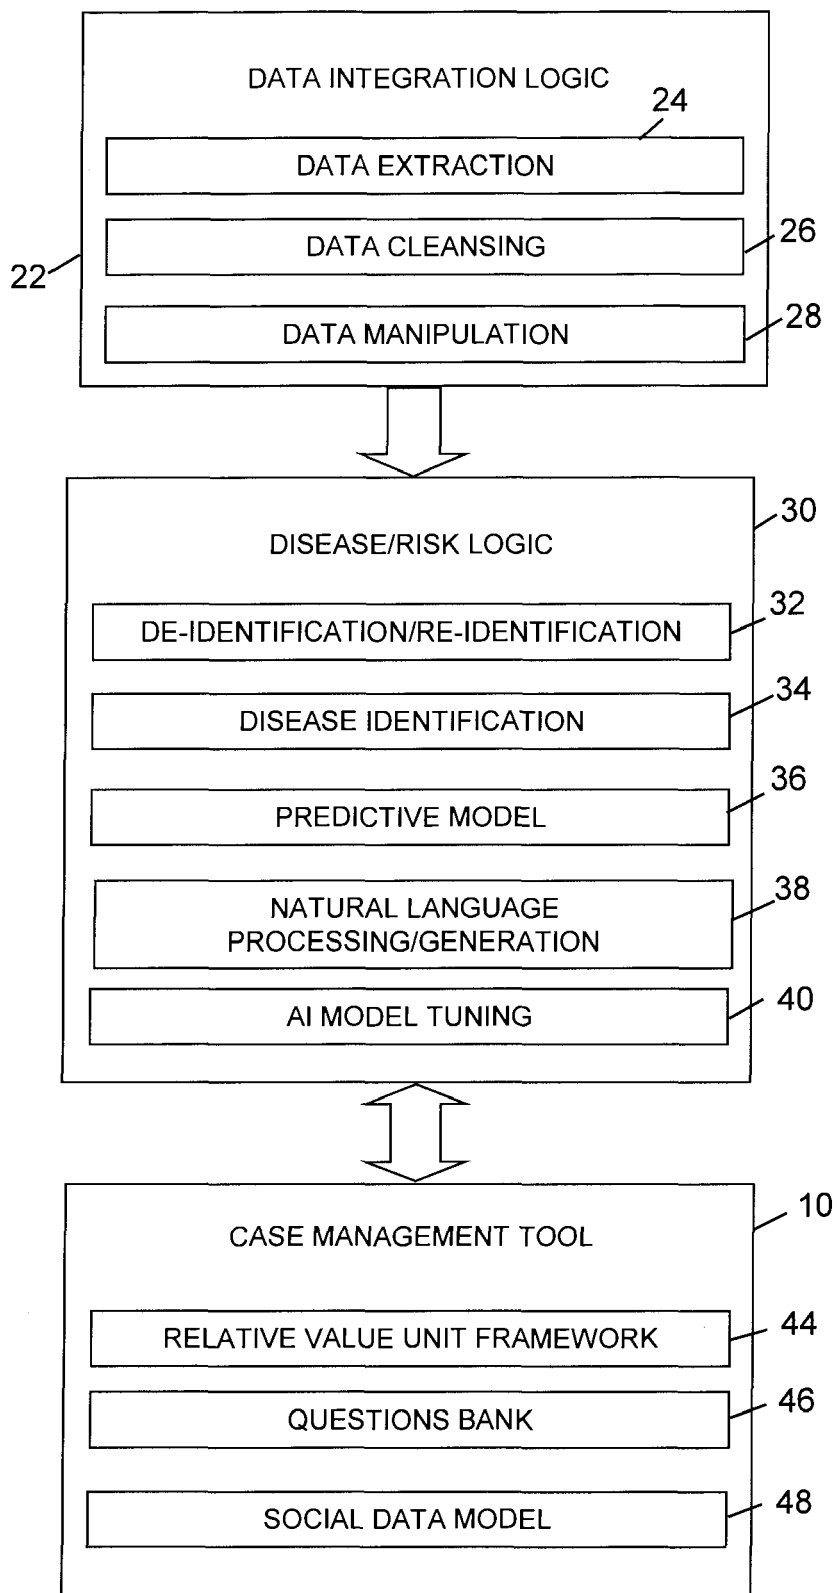 DATA INTEGRATION LOGIC
24
DATA EXTRACTION
DATA CLEANSING
26
22
DATA MANIPULATION
28
30
DISEASE/RISK LOGIC
32
DE-IDENTIFICATION/RE-IDENTIFICATION
34
DISEASE IDENTIFICATION
36
PREDICTIVE MODEL
38
NATURAL LANGUAGE
PROCESSING/GENERATION
40
AI MODEL TUNING
10
CASE MANAGEMENT TOOL
44
RELATIVE VALUE UNIT FRAMEWORK
46
QUESTIONS BANK
48
SOCIAL DATA MODEL